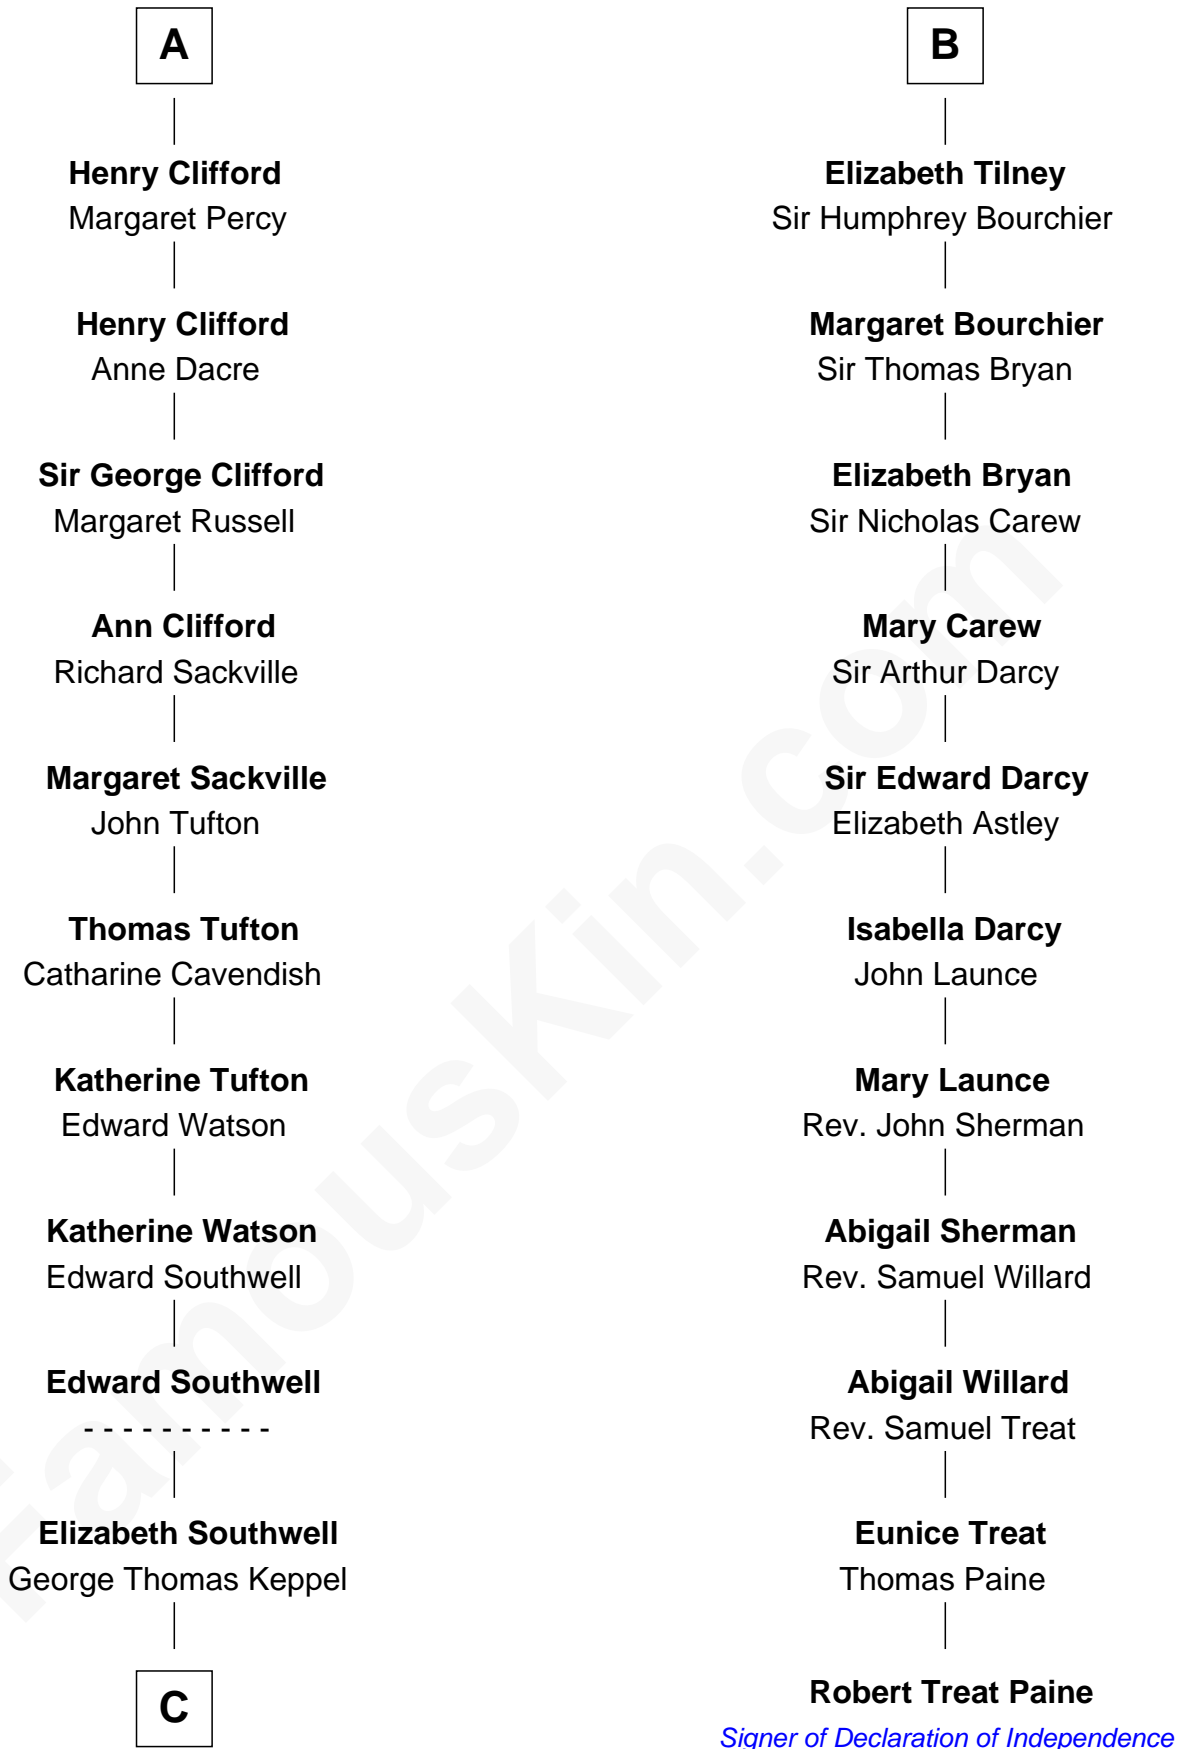 A
Henry Clifford
Margaret Percy
Henry Clifford
Anne Dacre
Sir George Clifford
Margaret Russell
Ann Clifford
Richard Sackville
Margaret Sackville
John Tufton
Thomas Tufton
Catharine Cavendish
Katherine Tufton
Edward Watson
Katherine Watson
Edward Southwell
Edward Southwell
- - - - - - - - - -
Elizabeth Southwell
George Thomas Keppel
C
B
Elizabeth Tilney
Sir Humphrey Bourchier
Margaret Bourchier
Sir Thomas Bryan
Elizabeth Bryan
Sir Nicholas Carew
Mary Carew
Sir Arthur Darcy
Sir Edward Darcy
Elizabeth Astley
Isabella Darcy
John Launce
Mary Launce
Rev. John Sherman
Abigail Sherman
Rev. Samuel Willard
Abigail Willard
Rev. Samuel Treat
Eunice Treat
Thomas Paine
Robert Treat Paine
Signer of Declaration of Independence
FamousKin.com